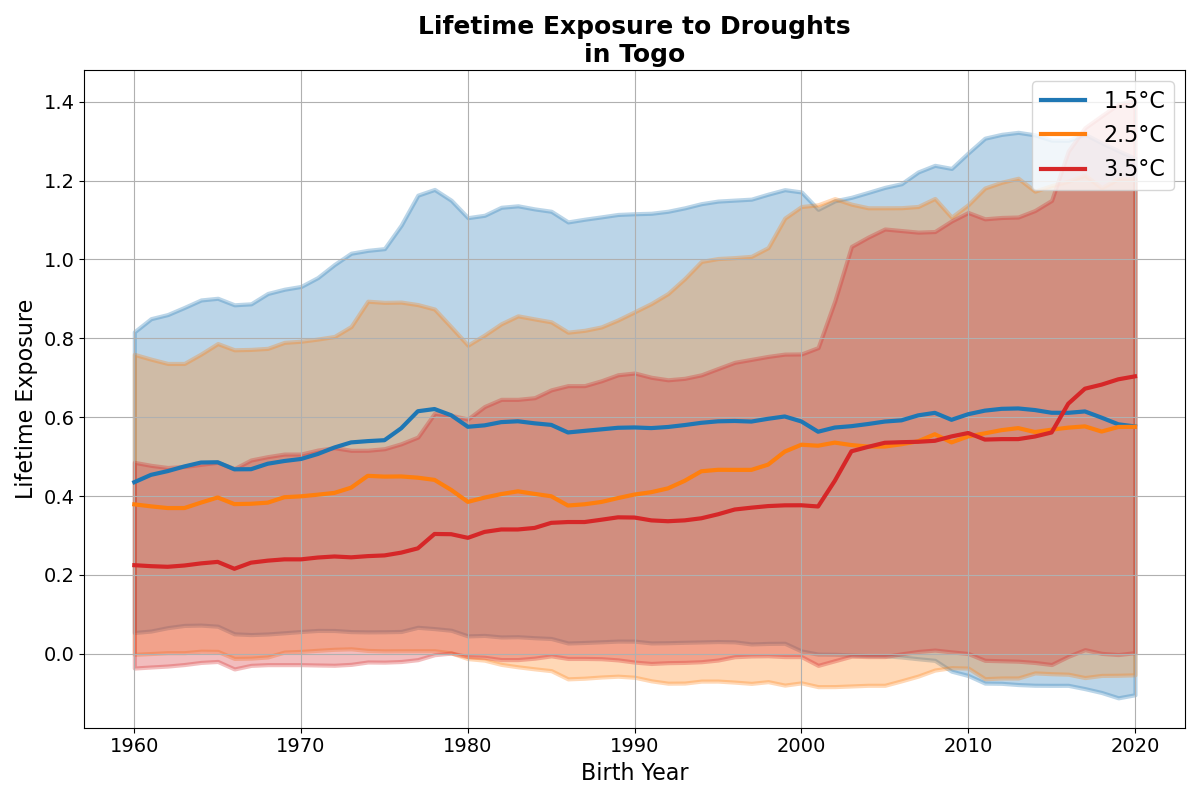 Lifetime Exposure to Droughts
in Togo
1.5°C
2.5°C
3.5°C
Lifetime Exposure
1.4
1.2
1.0
0.8
0.6
0.4
0.2
0.0
1960 1970 1980 1990 2000 2010 2020
Birth Year